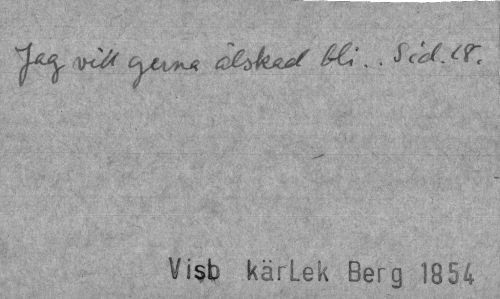 Jag vill gerna älskad bli.. Sid. 18.
Visb kärLek Berg 1854